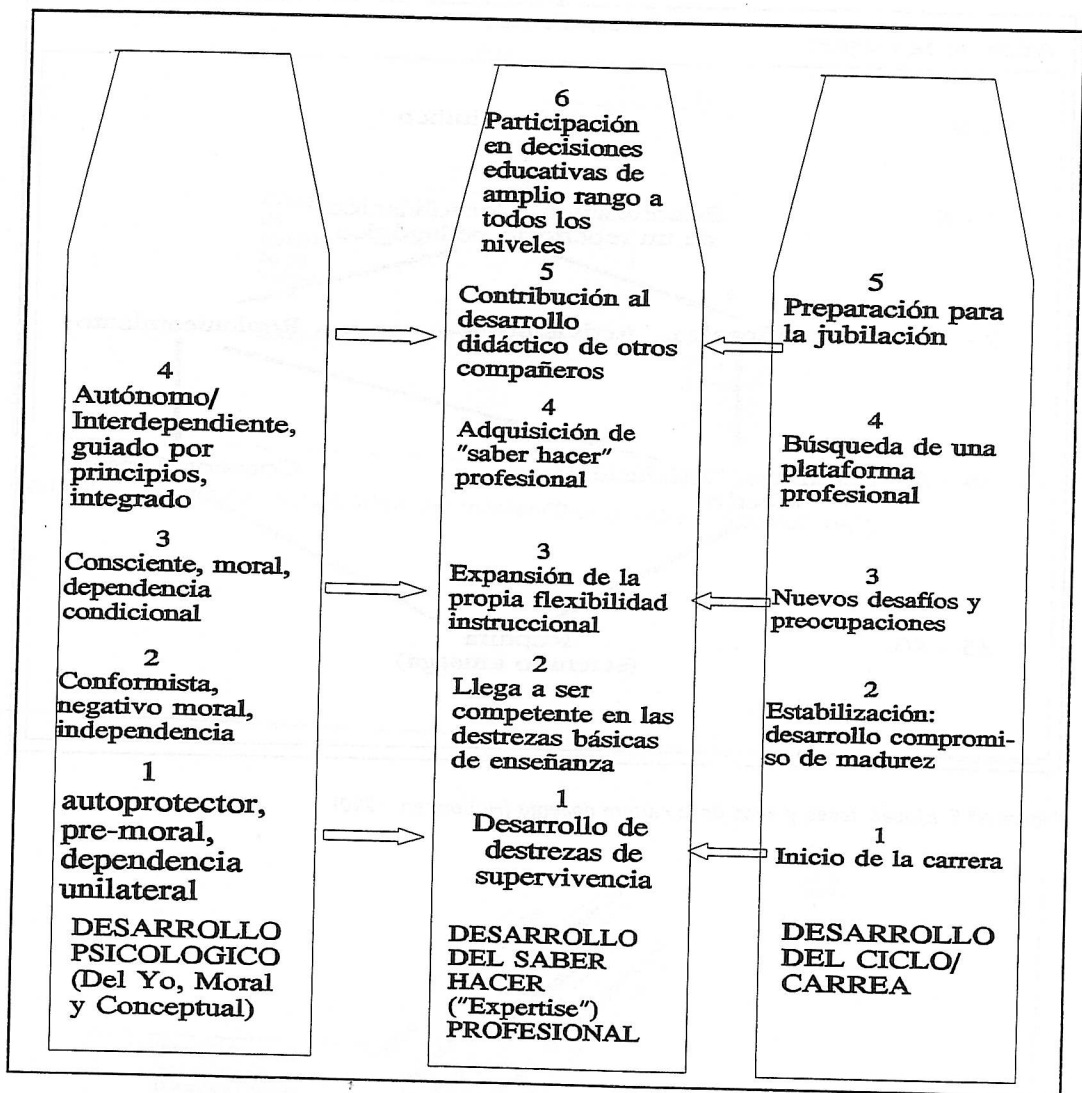 4
Autónomo/
Interdependiente,
guiado por
principios,
integrado
3
Consciente, moral,
dependencia
condicional
2
Conformista,
negativo moral,
independencia
1
autoprotector,
pre-moral,
dependencia
unilateral
DESARROLLO
PSICOLOGICO
(Del Yo, Moral
y Conceptual)
6
Participación
en decisiones
educativas de
amplio rango a
todos los
niveles
5
Contribución al
desarrollo
didáctico de otros
compañeros
4
Adquisición de
"saber hacer"
profesional
3
Expansión de la
propia flexibilidad
instruccional
2
Llega a ser
competente en las
destrezas básicas
de enseñanza
1
Desarrollo de
destrezas de
supervivencia
DESARROLLO
DEL SABER
HACER
("Expertise")
PROFESIONAL
5
Preparación para
la jubilación
4
Búsqueda de una
plataforma
profesional
3
Nuevos desafíos y
preocupaciones
2
Estabilización:
desarrollo compromi-
so de madurez
1
Inicio de la carrera
DESARROLLO
DEL CICLO/
CARREA